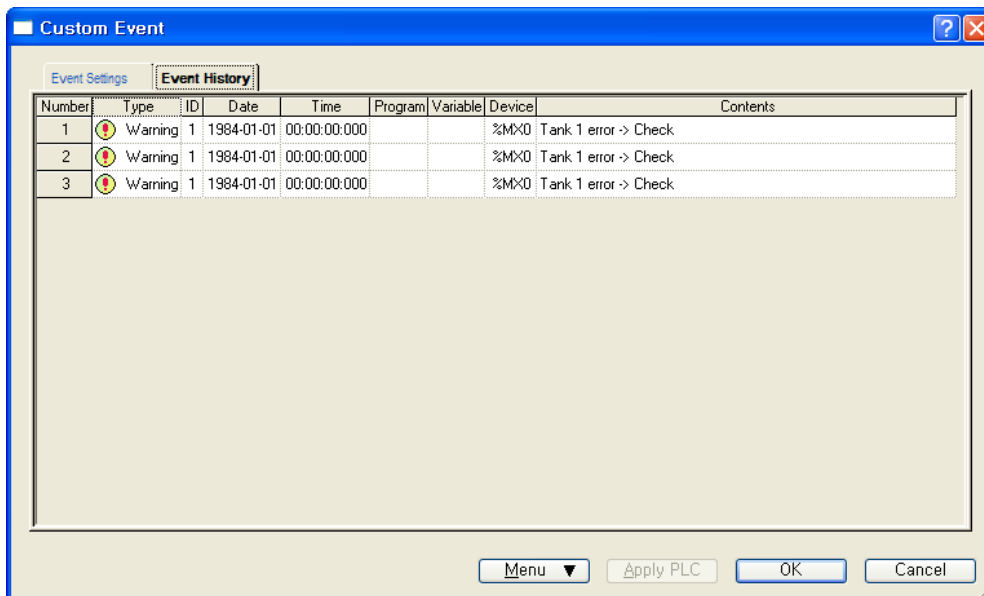 Custom Event
Event Settings Event History
Number Type ID Date Time Program Variable Device Contents
1 Warning 1 1984-01-01 00:00:00:000 %MX0 Tank 1 error -> Check
2 Warning 1 1984-01-01 00:00:00:000 %MX0 Tank 1 error -> Check
3 Warning 1 1984-01-01 00:00:00:000 %MX0 Tank 1 error -> Check
Menu ▼ Apply PLC OK Cancel